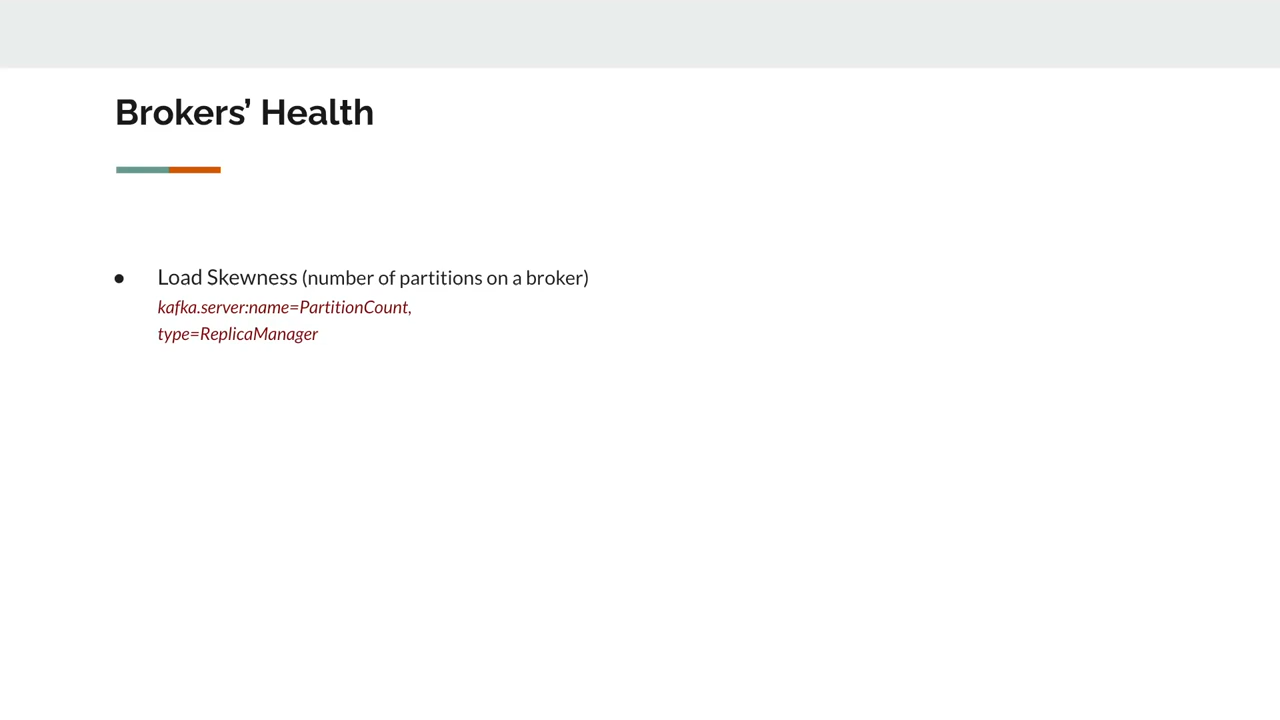 Brokers’ Health
● Load Skewness (number of partitions on a broker)
kafka.server:name=PartitionCount,
type=ReplicaManager